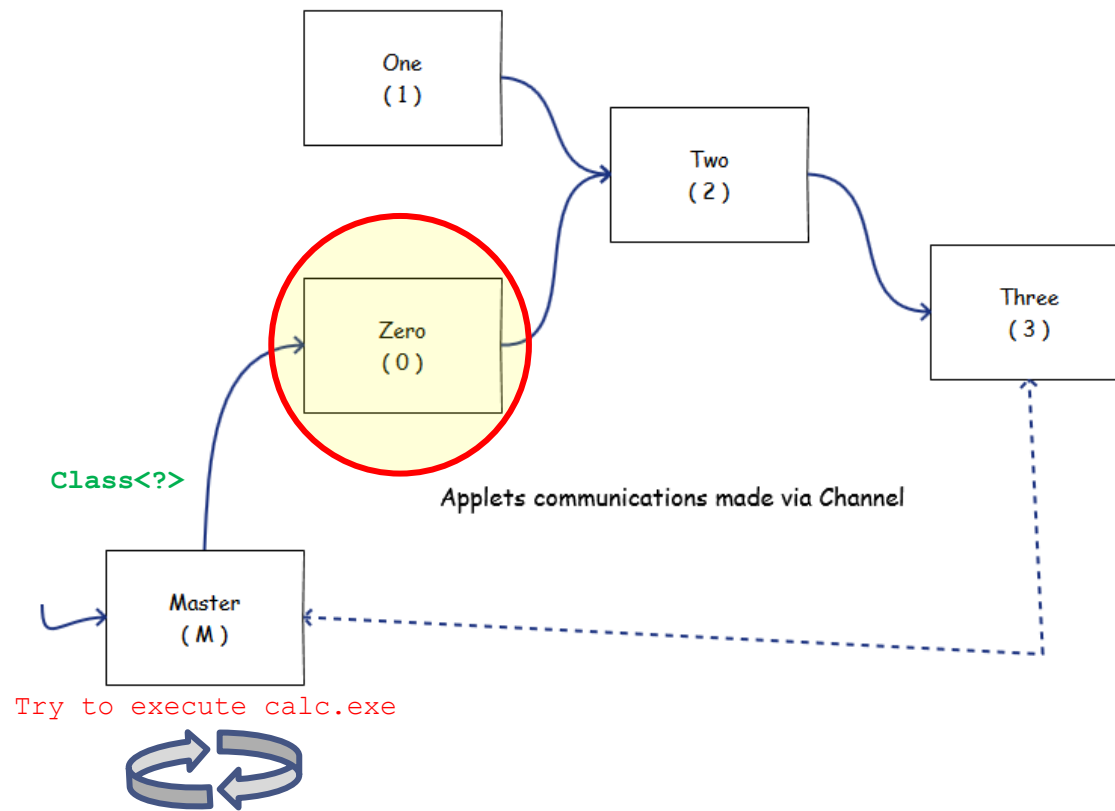 One
( 1 )
Two
( 2 )
Three
( 3 )
Zero
( 0 )
Class<?>
Applets communications made via Channel
Master
( M )
Try to execute calc.exe